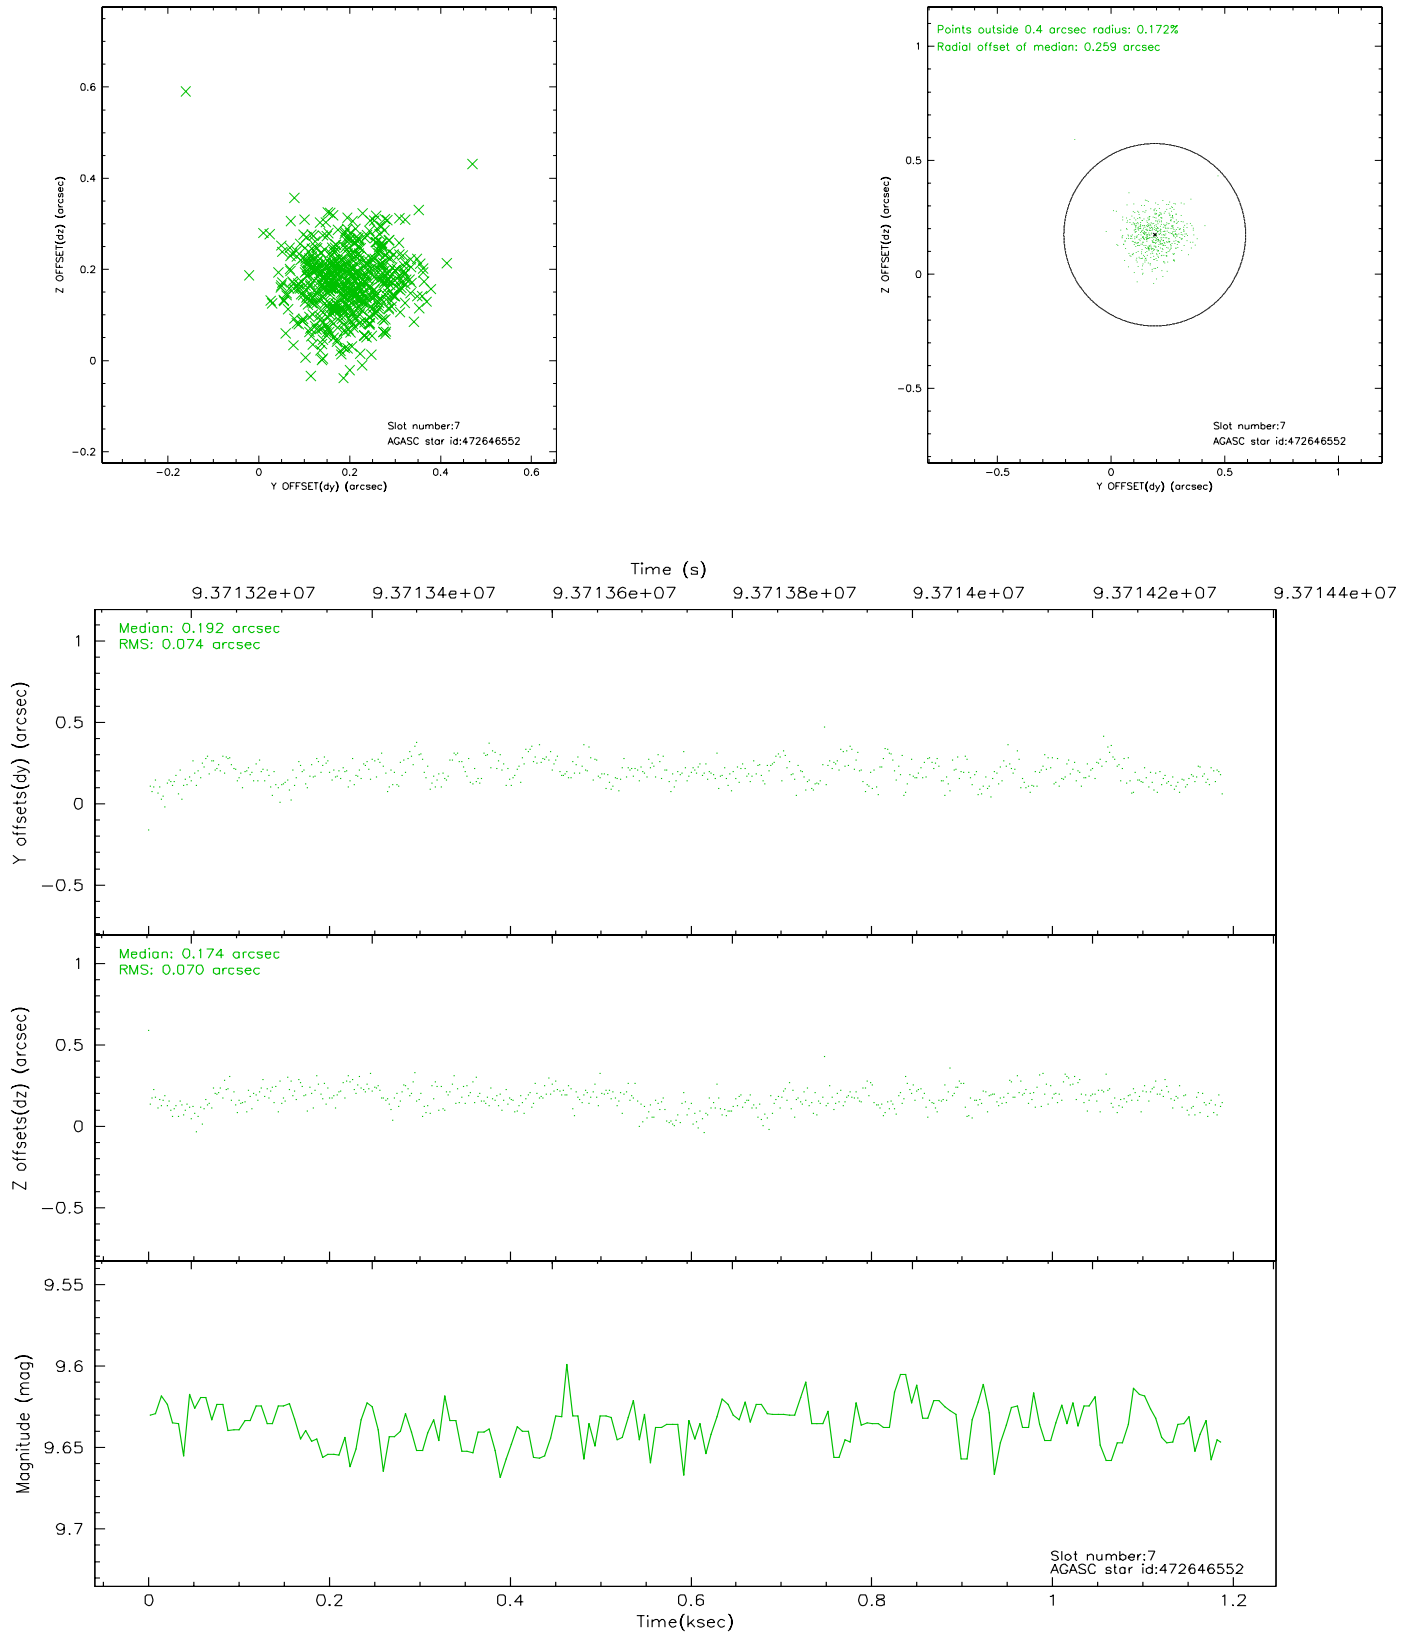 0.6
0.4
0.2
0
−0.2
Z OFFSET(dz) (arcsec)
Slot number:7
AGASC star id:472646552
−0.2 0 0.2 0.4 0.6
Y OFFSET(dy) (arcsec)
Points outside 0.4 arcsec radius: 0.172%
Radial offset of median: 0.259 arcsec
1
0.5
0
−0.5
Z OFFSET(dz) (arcsec)
Slot number:7
AGASC star id:472646552
−0.5 0 0.5 1
Y OFFSET(dy) (arcsec)
Time (s)
9.37132e+07 9.37134e+07 9.37136e+07 9.37138e+07 9.3714e+07 9.37142e+07 9.37144e+07
Median: 0.192 arcsec
RMS: 0.074 arcsec
1
0.5
0
−0.5
Y offsets(dy) (arcsec)
Median: 0.174 arcsec
RMS: 0.070 arcsec
1
0.5
0
−0.5
Z offsets(dz) (arcsec)
9.55
9.6
9.65
9.7
Magnitude (mag)
Slot number:7
AGASC star id:472646552
0 0.2 0.4 0.6 0.8 1 1.2
Time(ksec)